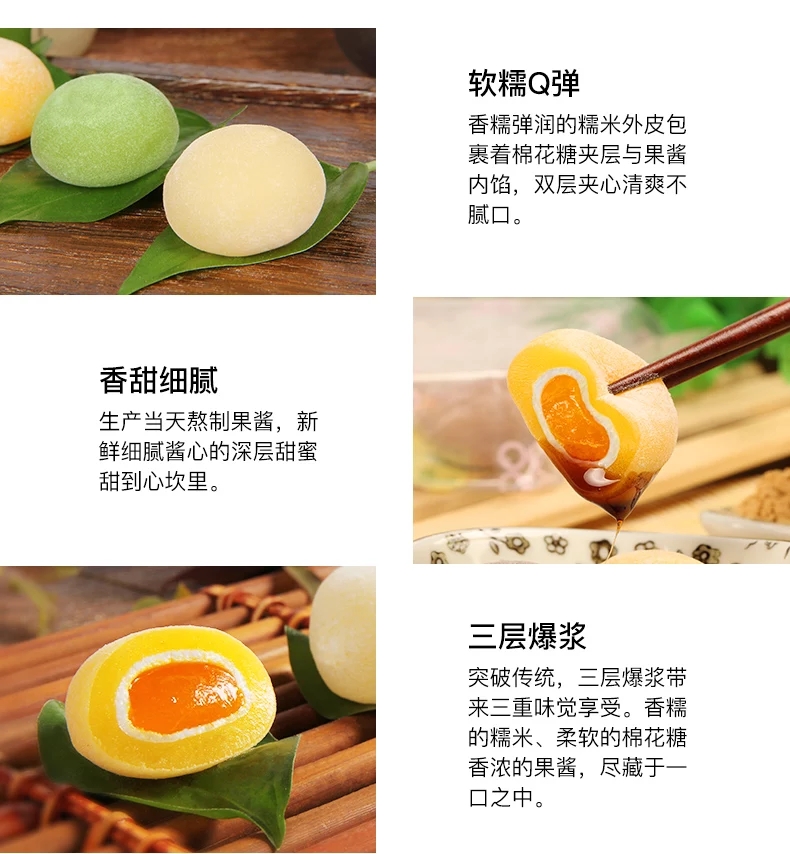 软糯Q弹
香糯弹润的糯米外皮包
裹着棉花糖夹层与果酱
内馅，双层夹心清爽不
腻口。
香甜细腻
生产当天熬制果酱，新
鲜细腻酱心的深层甜蜜
甜到心坎里。
三层爆浆
突破传统，三层爆浆带
来三重味觉享受。香糯
的糯米、柔软的棉花糖
香浓的果酱，尽藏于一
口之中。